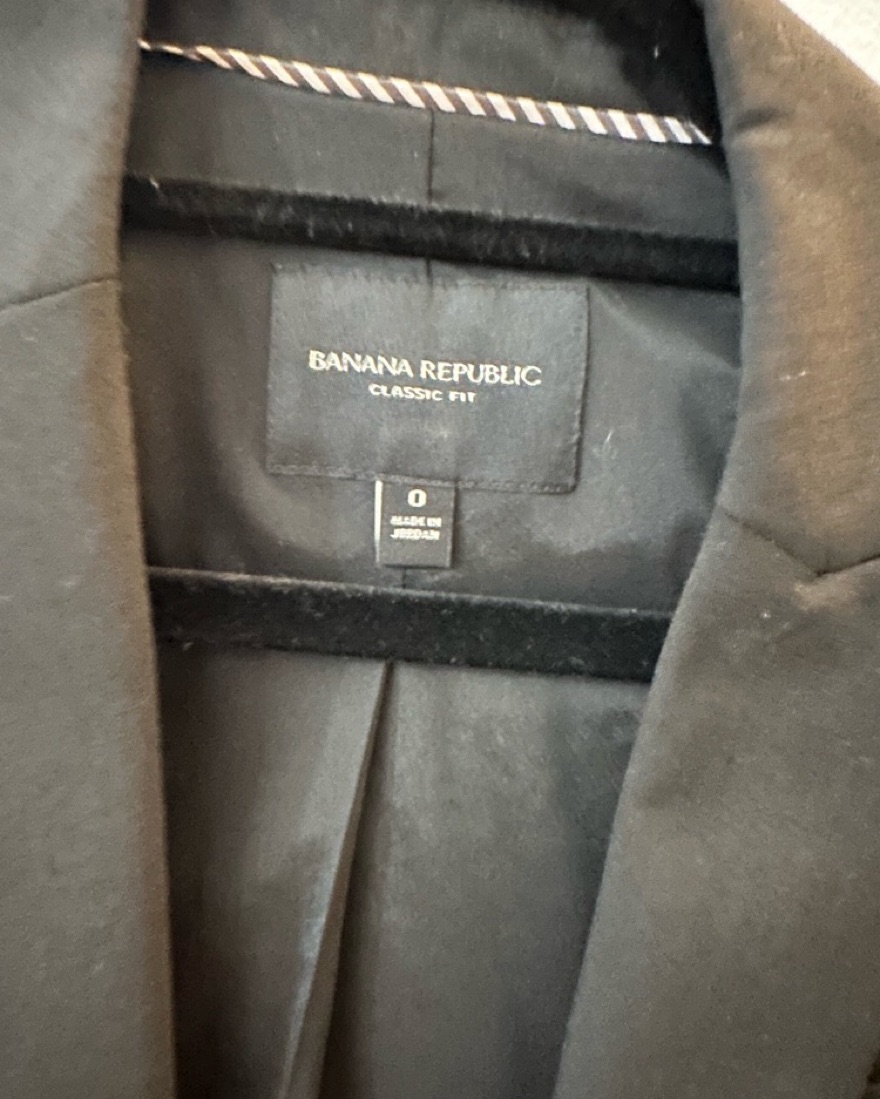 BANANA REPUBLIC
CLASSIC FIT
0
MADE IN
JORDAN